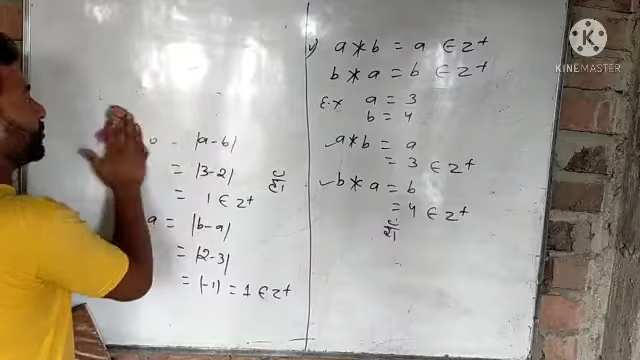 - |a-b|
= |3-2|
= 1 ∈ z+
हाँ
a = |b-a|
= |2-3|
= |-1| = 1 ∈ z+
v) a * b = a ∈ z+
b * a = b ∈ z+
Ex a = 3
b = 4
✓ a * b = a
= 3 ∈ z+
✓ b * a = b
= 4 ∈ z+
हाँ
K
KINEMASTER